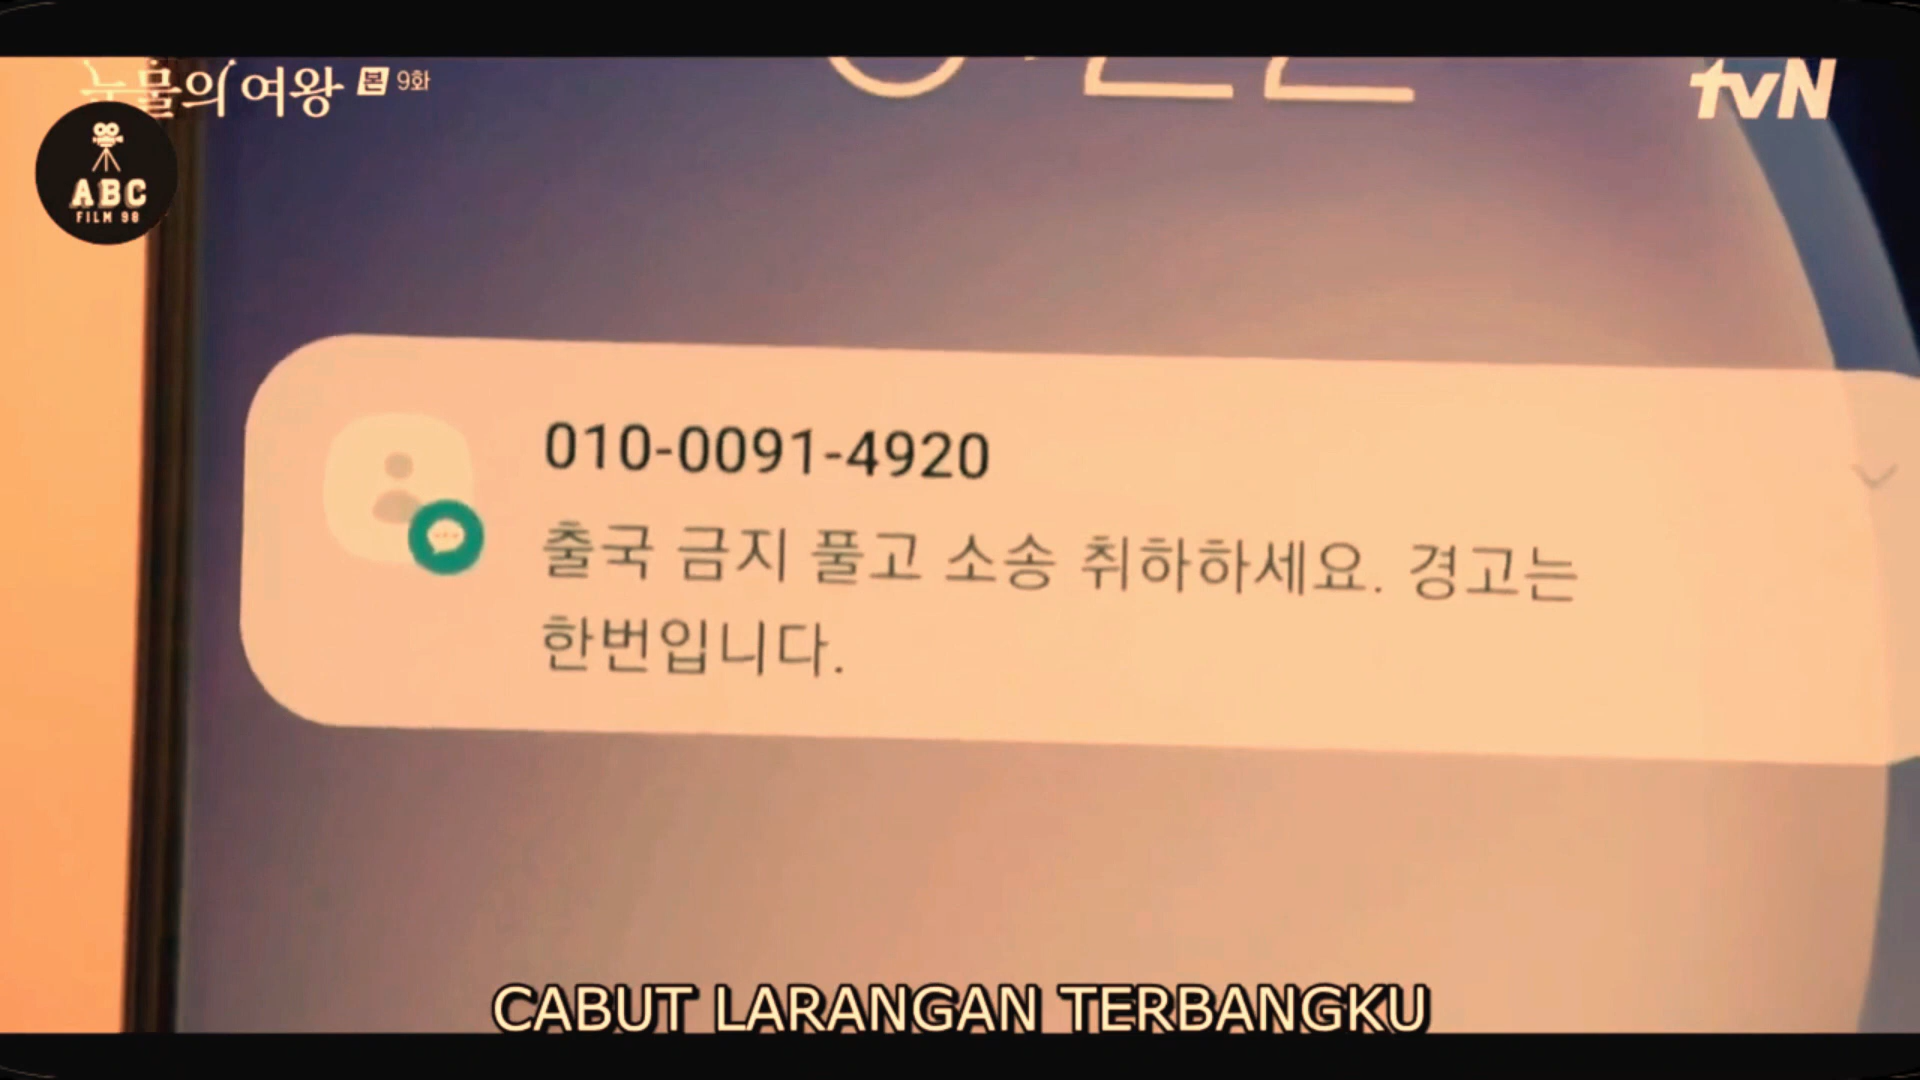 눈물의 여왕 본 9화
tvN
ABC
FILM 98
010-0091-4920
출국 금지 풀고 소송 취하하세요. 경고는
한번입니다.
CABUT LARANGAN TERBANGKU